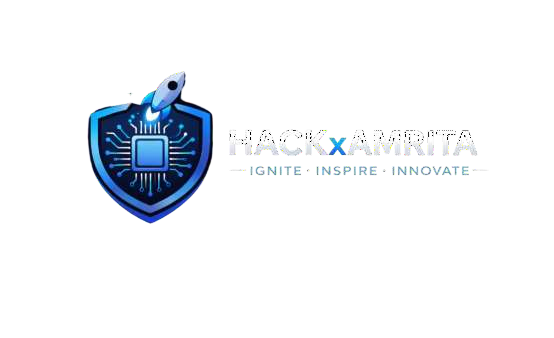 HACKxAMRITA
IGNITE · INSPIRE · INNOVATE